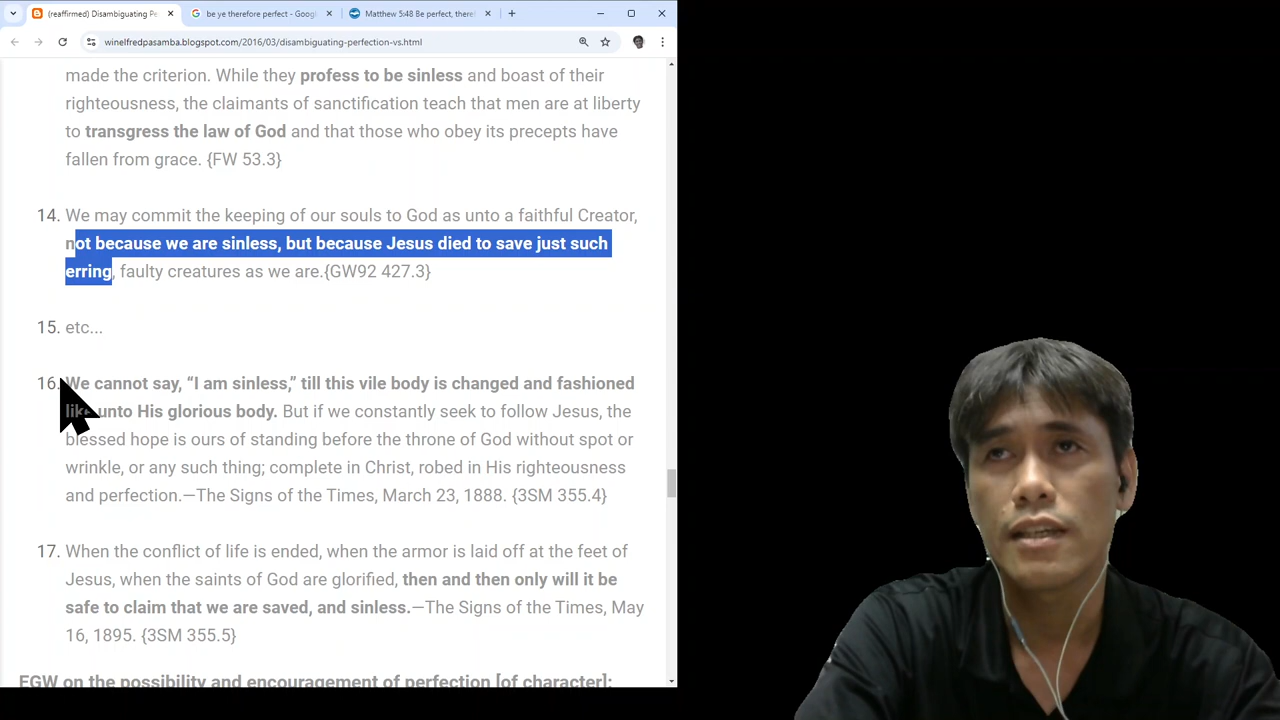 (reaffirmed) Disambiguating Pe
be ye therefore perfect - Googl
Matthew 5:48 Be perfect, theref
winelfredpasamba.blogspot.com/2016/03/disambiguating-perfection-vs.html
made the criterion. While they profess to be sinless and boast of their
righteousness, the claimants of sanctification teach that men are at liberty
to transgress the law of God and that those who obey its precepts have
fallen from grace. {FW 53.3}
14. We may commit the keeping of our souls to God as unto a faithful Creator,
not because we are sinless, but because Jesus died to save just such
erring, faulty creatures as we are.{GW92 427.3}
15. etc...
16. We cannot say, “I am sinless,” till this vile body is changed and fashioned
like unto His glorious body. But if we constantly seek to follow Jesus, the
blessed hope is ours of standing before the throne of God without spot or
wrinkle, or any such thing; complete in Christ, robed in His righteousness
and perfection.—The Signs of the Times, March 23, 1888. {3SM 355.4}
17. When the conflict of life is ended, when the armor is laid off at the feet of
Jesus, when the saints of God are glorified, then and then only will it be
safe to claim that we are saved, and sinless.—The Signs of the Times, May
16, 1895. {3SM 355.5}
EGW on the possibility and encouragement of perfection [of character]: